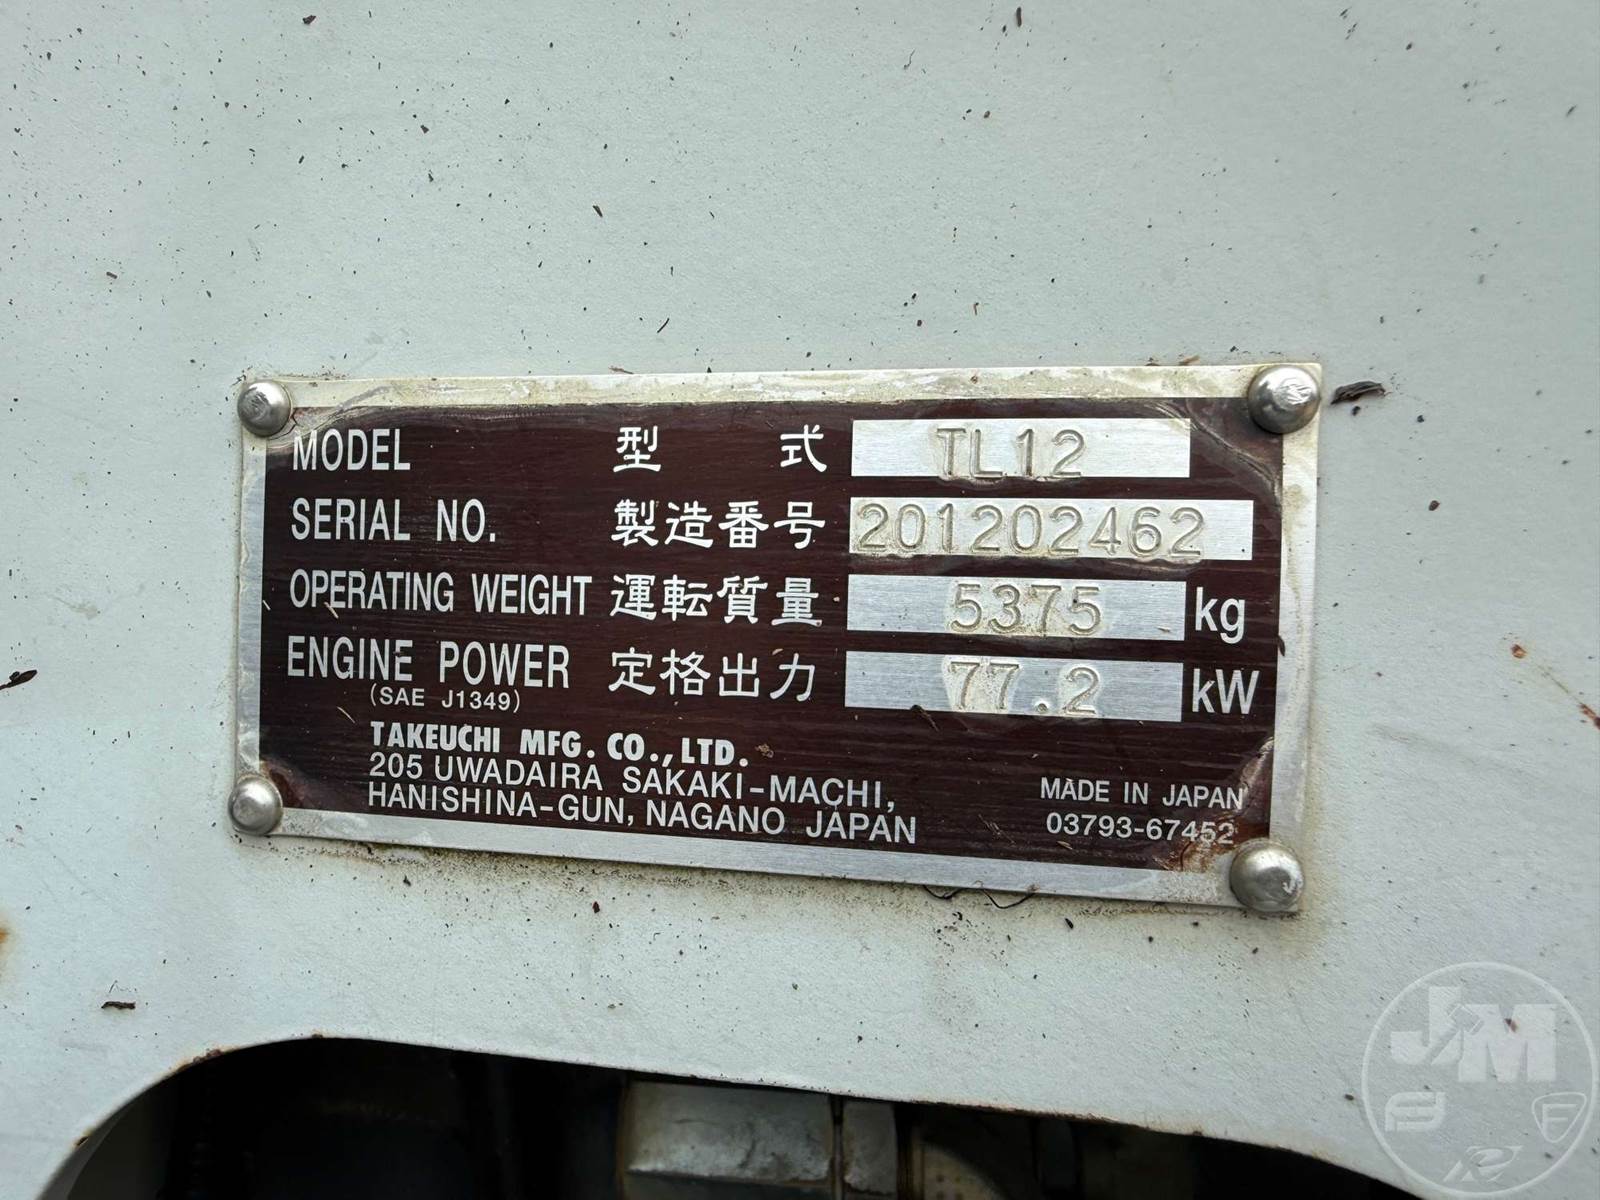 MODEL 型式 TL12
SERIAL NO. 製造番号 201202462
OPERATING WEIGHT 運転質量 5375 kg
ENGINE POWER 定格出力 77.2 kW
(SAE J1349)
TAKEUCHI MFG. CO., LTD.
205 UWADAIRA SAKAKI-MACHI,
HANISHINA-GUN, NAGANO JAPAN
MADE IN JAPAN
03793-67452
JM